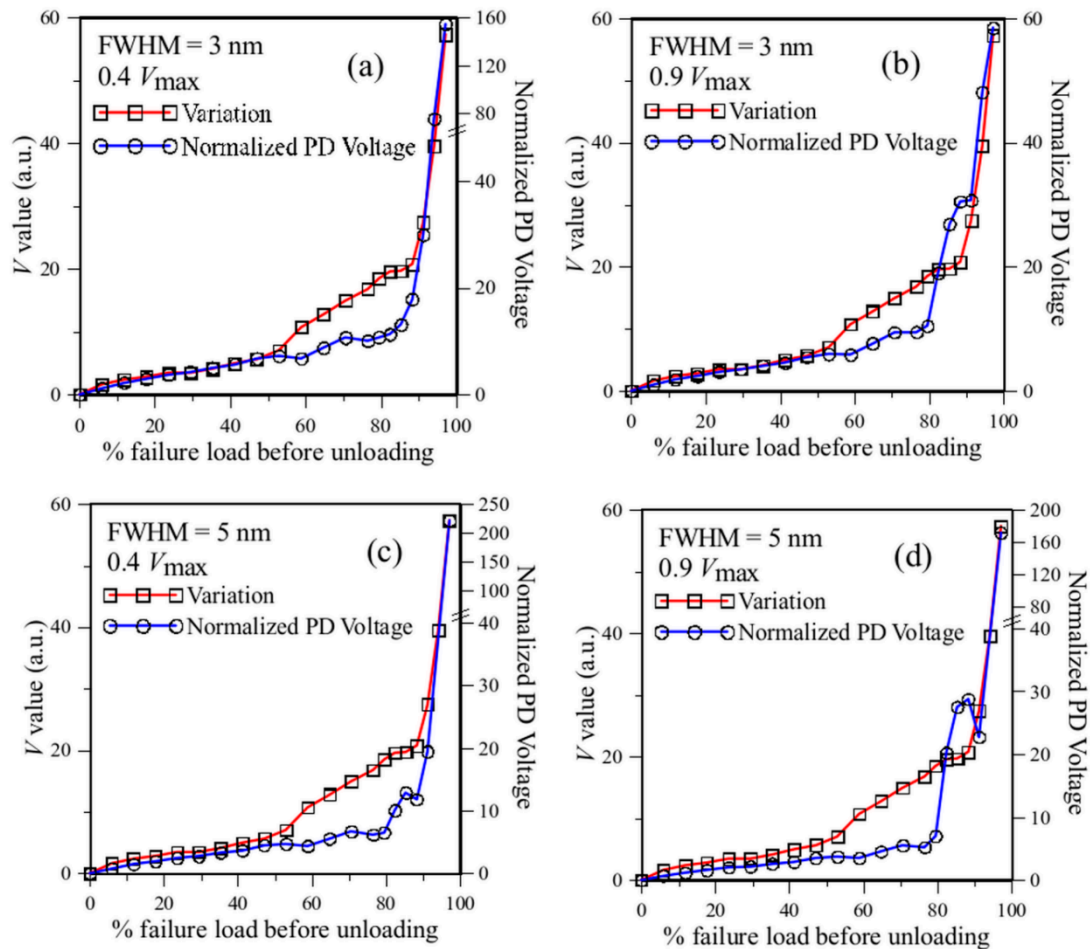 60
160
FWHM = 3 nm
0.4 Vmax
(a)
120
Variation
80
Normalized PD Voltage
40
40
20
20
0
0
0 20 40 60 80 100
V value (a.u.)
Normalized PD Voltage
% failure load before unloading
60
60
FWHM = 3 nm
0.9 Vmax
(b)
Variation
40
40
Normalized PD Voltage
20
20
0
0
0 20 40 60 80 100
V value (a.u.)
Normalized PD Voltage
% failure load before unloading
60
250
FWHM = 5 nm
0.4 Vmax
(c)
200
150
Variation
100
Normalized PD Voltage
40
40
30
20
20
10
0
0
0 20 40 60 80 100
V value (a.u.)
Normalized PD Voltage
% failure load before unloading
60
200
FWHM = 5 nm
0.9 Vmax
(d)
160
120
Variation
80
Normalized PD Voltage
40
40
30
20
20
10
0
0
0 20 40 60 80 100
V value (a.u.)
Normalized PD Voltage
% failure load before unloading